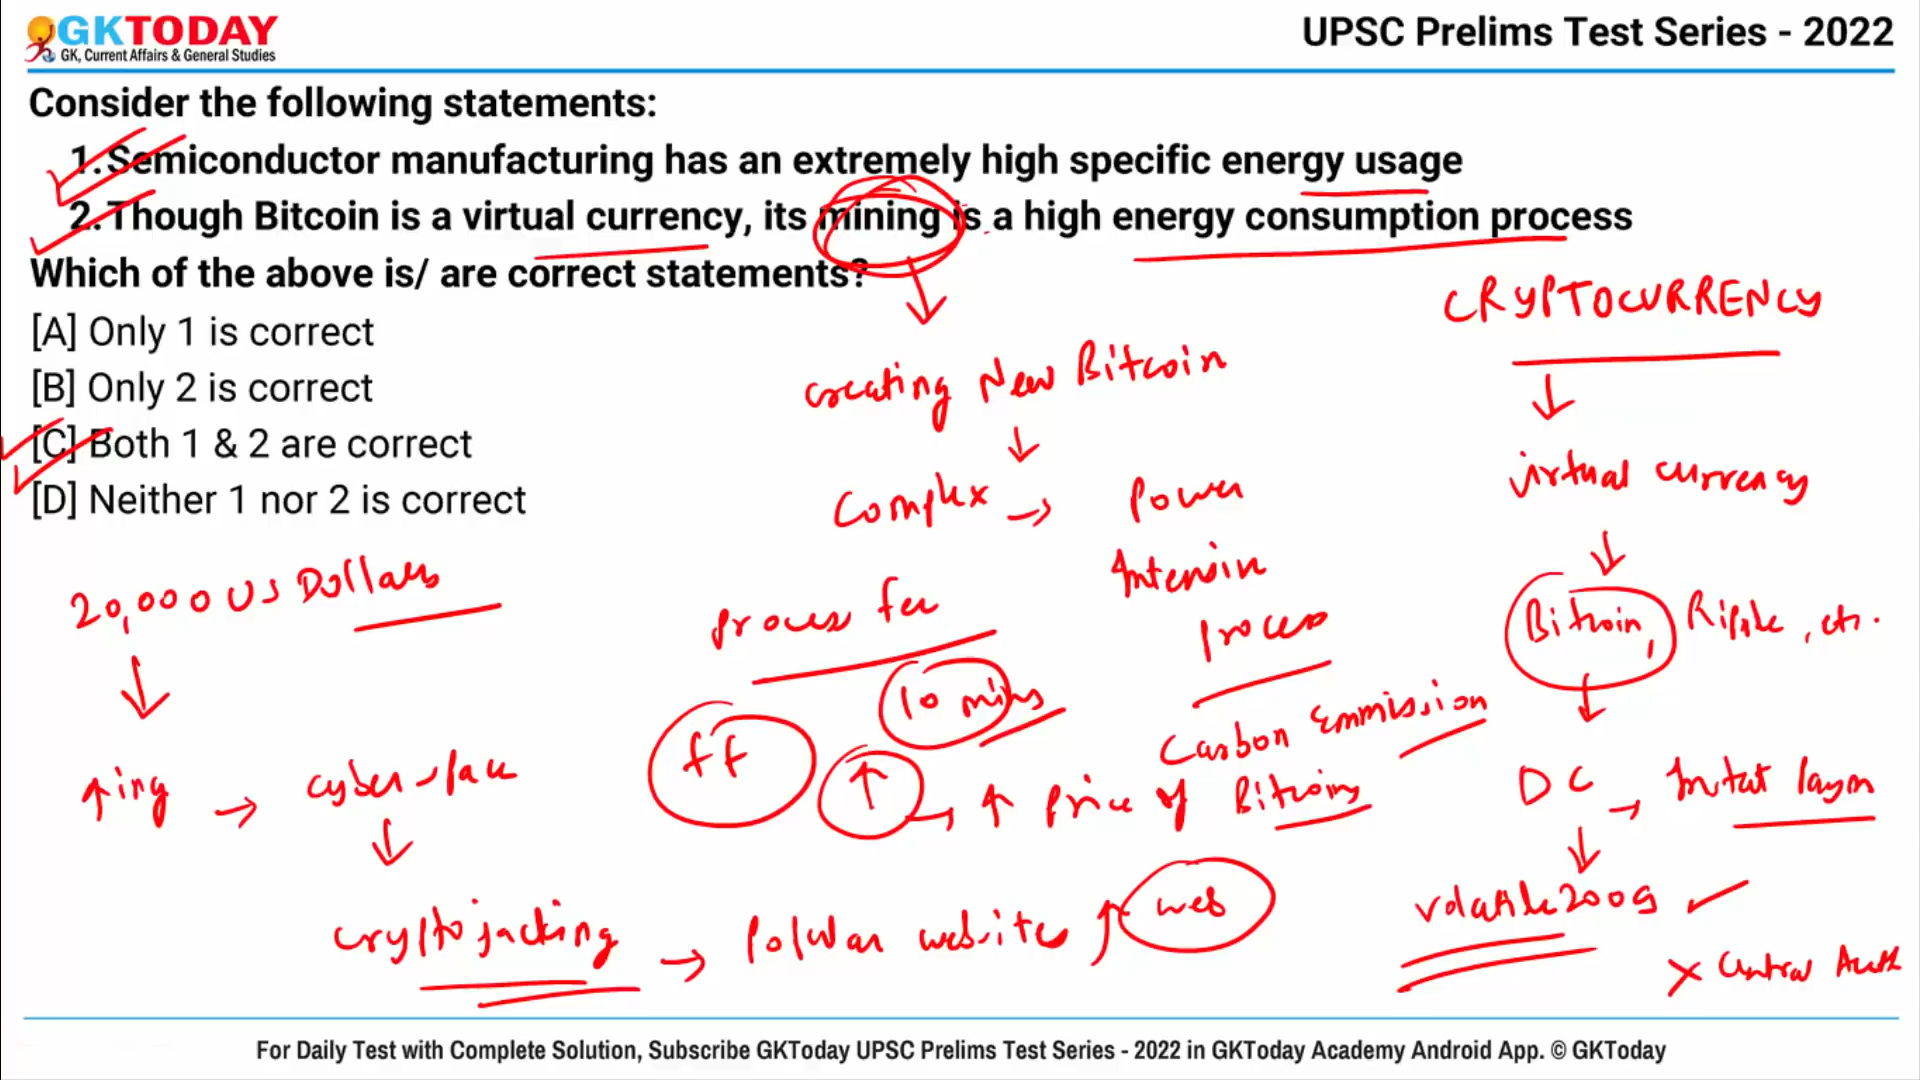 GKTODAY
GK, Current Affairs & General Studies
UPSC Prelims Test Series - 2022
Consider the following statements:
1. Semiconductor manufacturing has an extremely high specific energy usage
2. Though Bitcoin is a virtual currency, its mining is a high energy consumption process
Which of the above is/ are correct statements?
[A] Only 1 is correct
[B] Only 2 is correct
[C] Both 1 & 2 are correct
[D] Neither 1 nor 2 is correct
CRYPTOCURRENCY
creating New Bitcoin
virtual currency
Complex → Power
Intensive
process
20,000 US Dollars
process fee
Bitcoin, Ripple, etc.
10 mins
Carbon Emmission
ff
↑ing → cyber space
↑ → ↑ price of Bitcoins
DC →
volatile 2009
cryptojacking → Popular websites ↑ web
X Central Auth
For Daily Test with Complete Solution, Subscribe GKToday UPSC Prelims Test Series - 2022 in GKToday Academy Android App. © GKToday